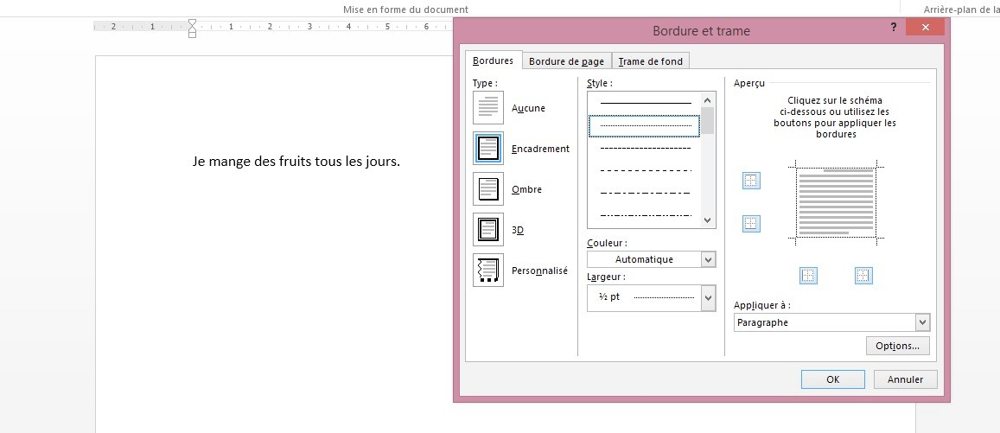 Mise en forme du document
Arrière-plan de la
2 1 1 2 3 4 5 6
Bordure et trame
?
Bordures Bordure de page Trame de fond
Type :
Aucune
Encadrement
Ombre
3D
Personnalisé
Style :
Couleur :
Automatique
Largeur :
½ pt
Aperçu
Cliquez sur le schéma
ci-dessous ou utilisez les
boutons pour appliquer les
bordures
Appliquer à :
Paragraphe
Options...
OK Annuler
Je mange des fruits tous les jours.